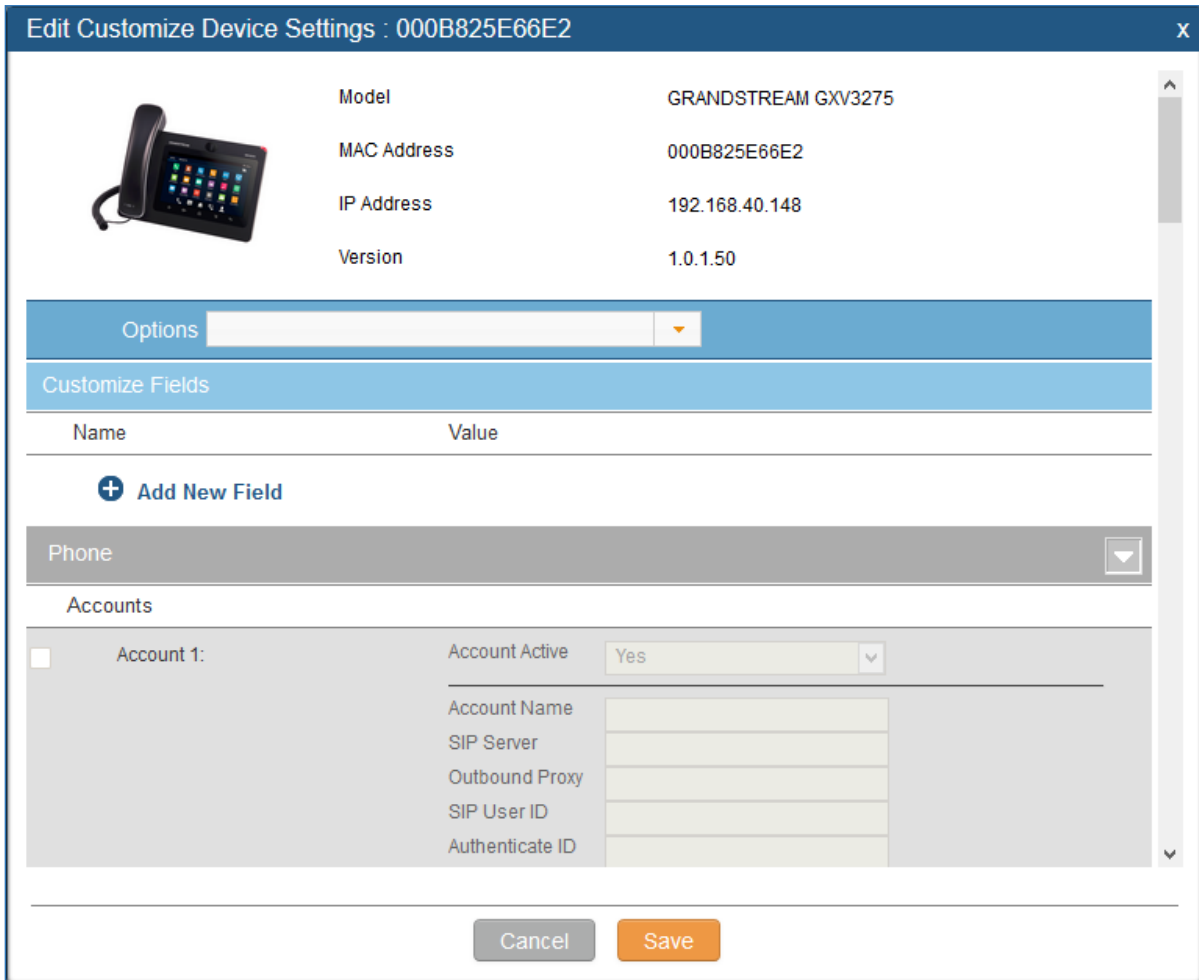 Edit Customize Device Settings : 000B825E66E2 x
Model GRANDSTREAM GXV3275
MAC Address 000B825E66E2
IP Address 192.168.40.148
Version 1.0.1.50
Options
Customize Fields
Name Value
Add New Field
Phone
Accounts
Account 1: Account Active Yes
Account Name
SIP Server
Outbound Proxy
SIP User ID
Authenticate ID
Cancel Save